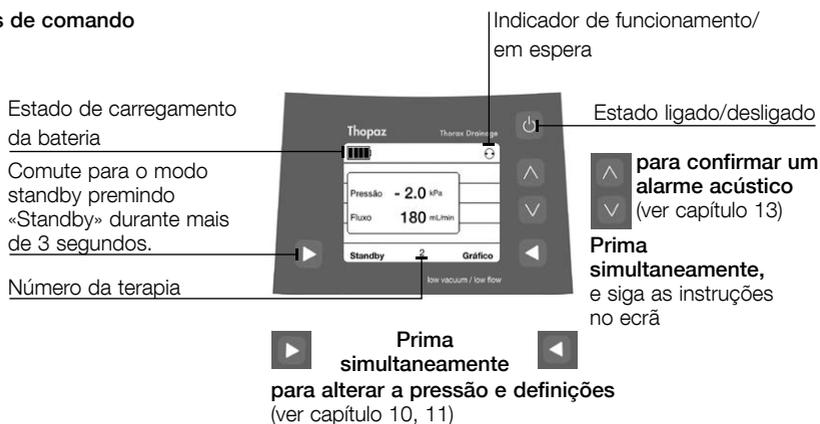 s de comando
Indicador de funcionamento/
em espera
Estado de carregamento
da bateria
Comute para o modo
standby premindo
«Standby» durante mais
de 3 segundos.
Número da terapia
Thopaz
Thorax Drainage
Pressão - 2.0 kPa
Fluxo 180 mL/min
Standby 2 Gráfico
low vacuum / low flow
Estado ligado/desligado
para confirmar um
alarme acústico
(ver capítulo 13)
Prima
simultaneamente,
e siga as instruções
no ecrã
Prima
simultaneamente
para alterar a pressão e definições
(ver capítulo 10, 11)